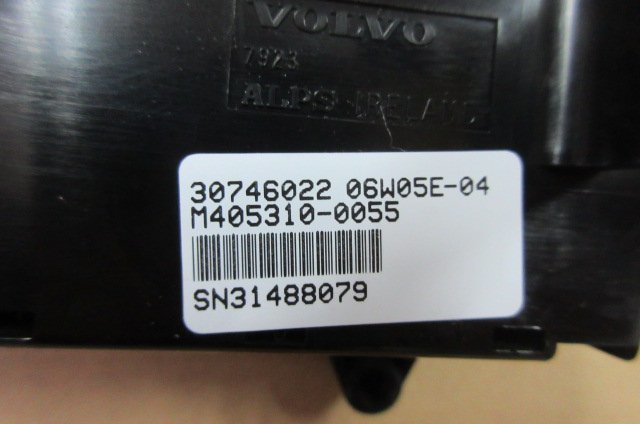 VOLVO
7923
ALPS IRELAND
30746022 06W05E-04
M405310-0055
SN31488079